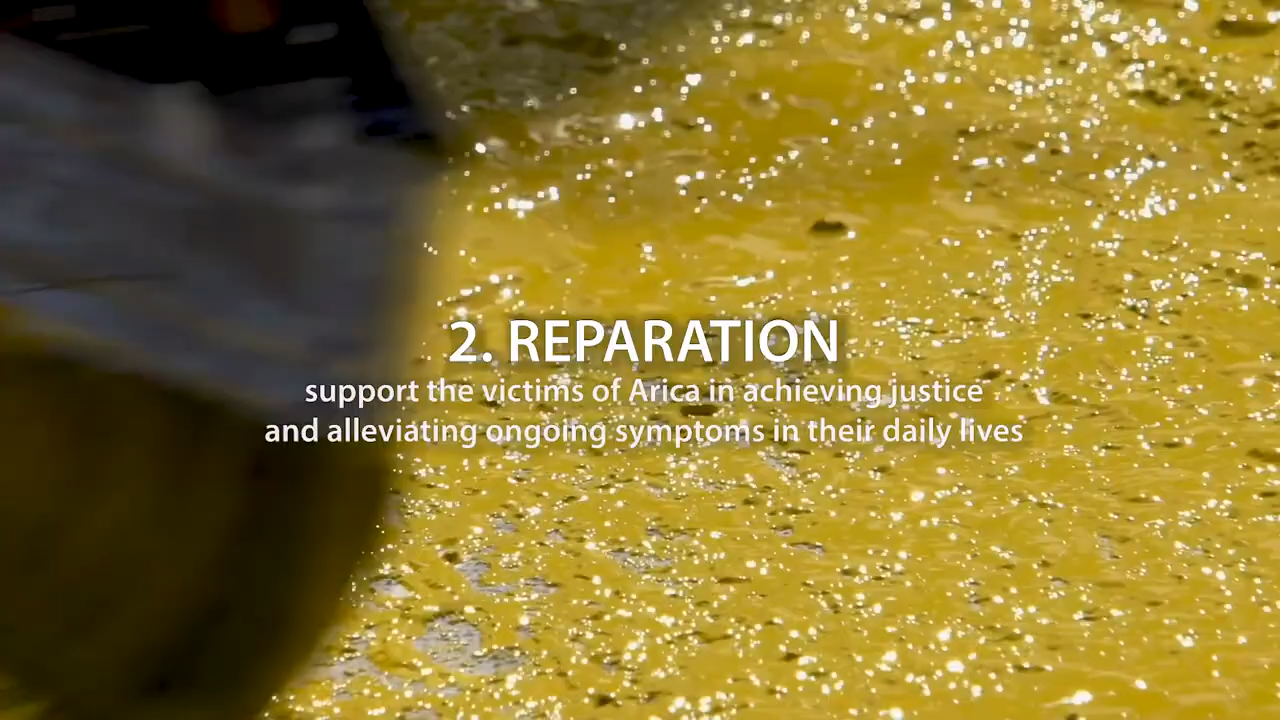 2. REPARATION
support the victims of Arica in achieving justice
and alleviating ongoing symptoms in their daily lives